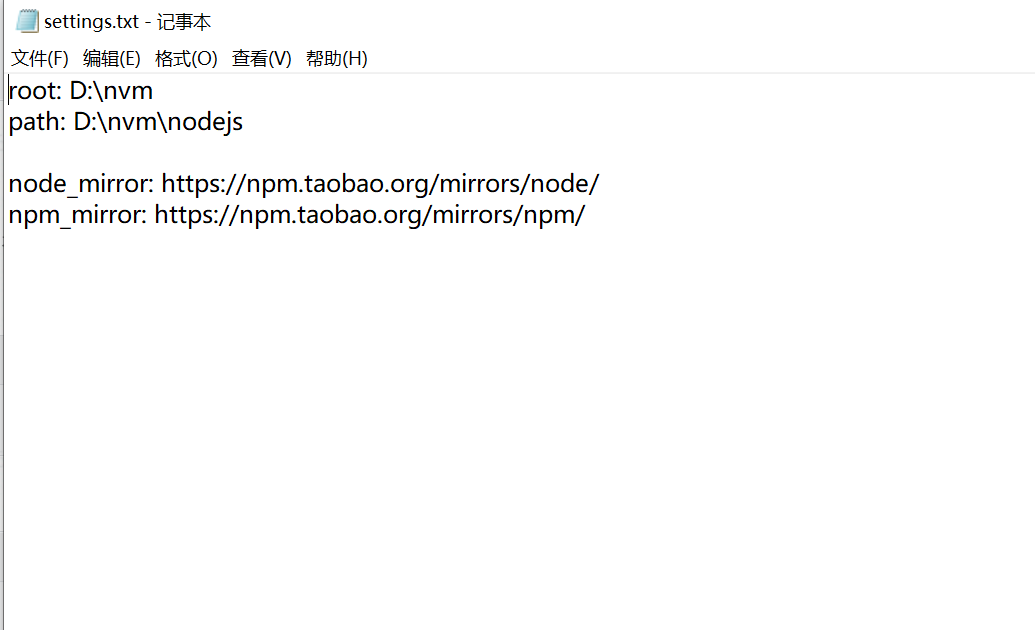 settings.txt - 记事本
文件(F) 编辑(E) 格式(O) 查看(V) 帮助(H)
root: D:\nvm
path: D:\nvm\nodejs
node_mirror: https://npm.taobao.org/mirrors/node/
npm_mirror: https://npm.taobao.org/mirrors/npm/